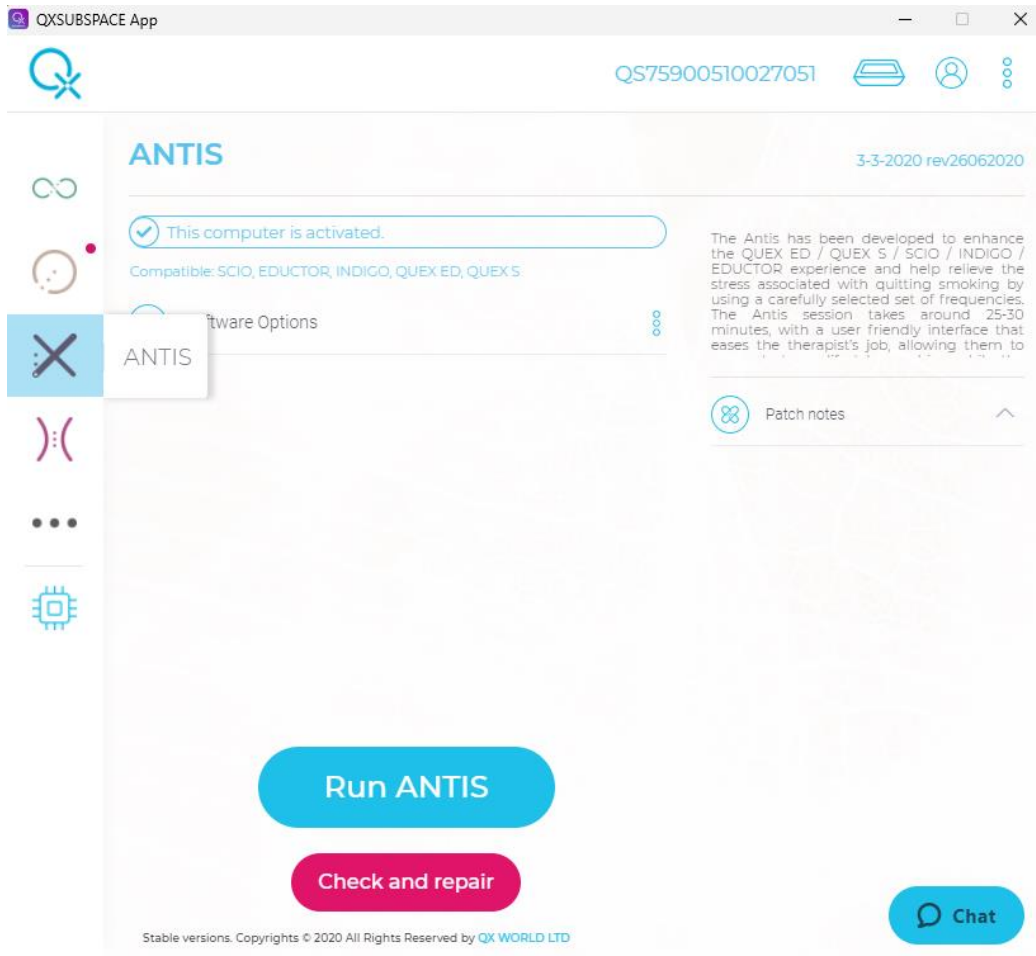 QXSUBSPACE App
QS75900510027051
ANTIS
3-3-2020 rev26062020
This computer is activated.
Compatible: SCIO, EDUCTOR, INDIGO, QUEX ED, QUEX S
tware Options
ANTIS
The Antis has been developed to enhance
the QUEX ED / QUEX S / SCIO / INDIGO /
EDUCTOR experience and help relieve the
stress associated with quitting smoking by
using a carefully selected set of frequencies.
The Antis session takes around 25-30
minutes, with a user friendly interface that
eases the therapist's job, allowing them to
Patch notes
Run ANTIS
Check and repair
Chat
Stable versions. Copyrights © 2020 All Rights Reserved by QX WORLD LTD